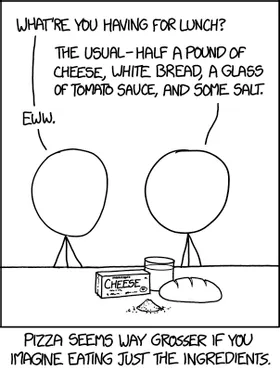 WHAT'RE YOU HAVING FOR LUNCH?
THE USUAL–HALF A POUND OF
CHEESE, WHITE BREAD, A GLASS
OF TOMATO SAUCE, AND SOME SALT.
EWW.
CHEESE
PIZZA SEEMS WAY GROSSER IF YOU
IMAGINE EATING JUST THE INGREDIENTS.